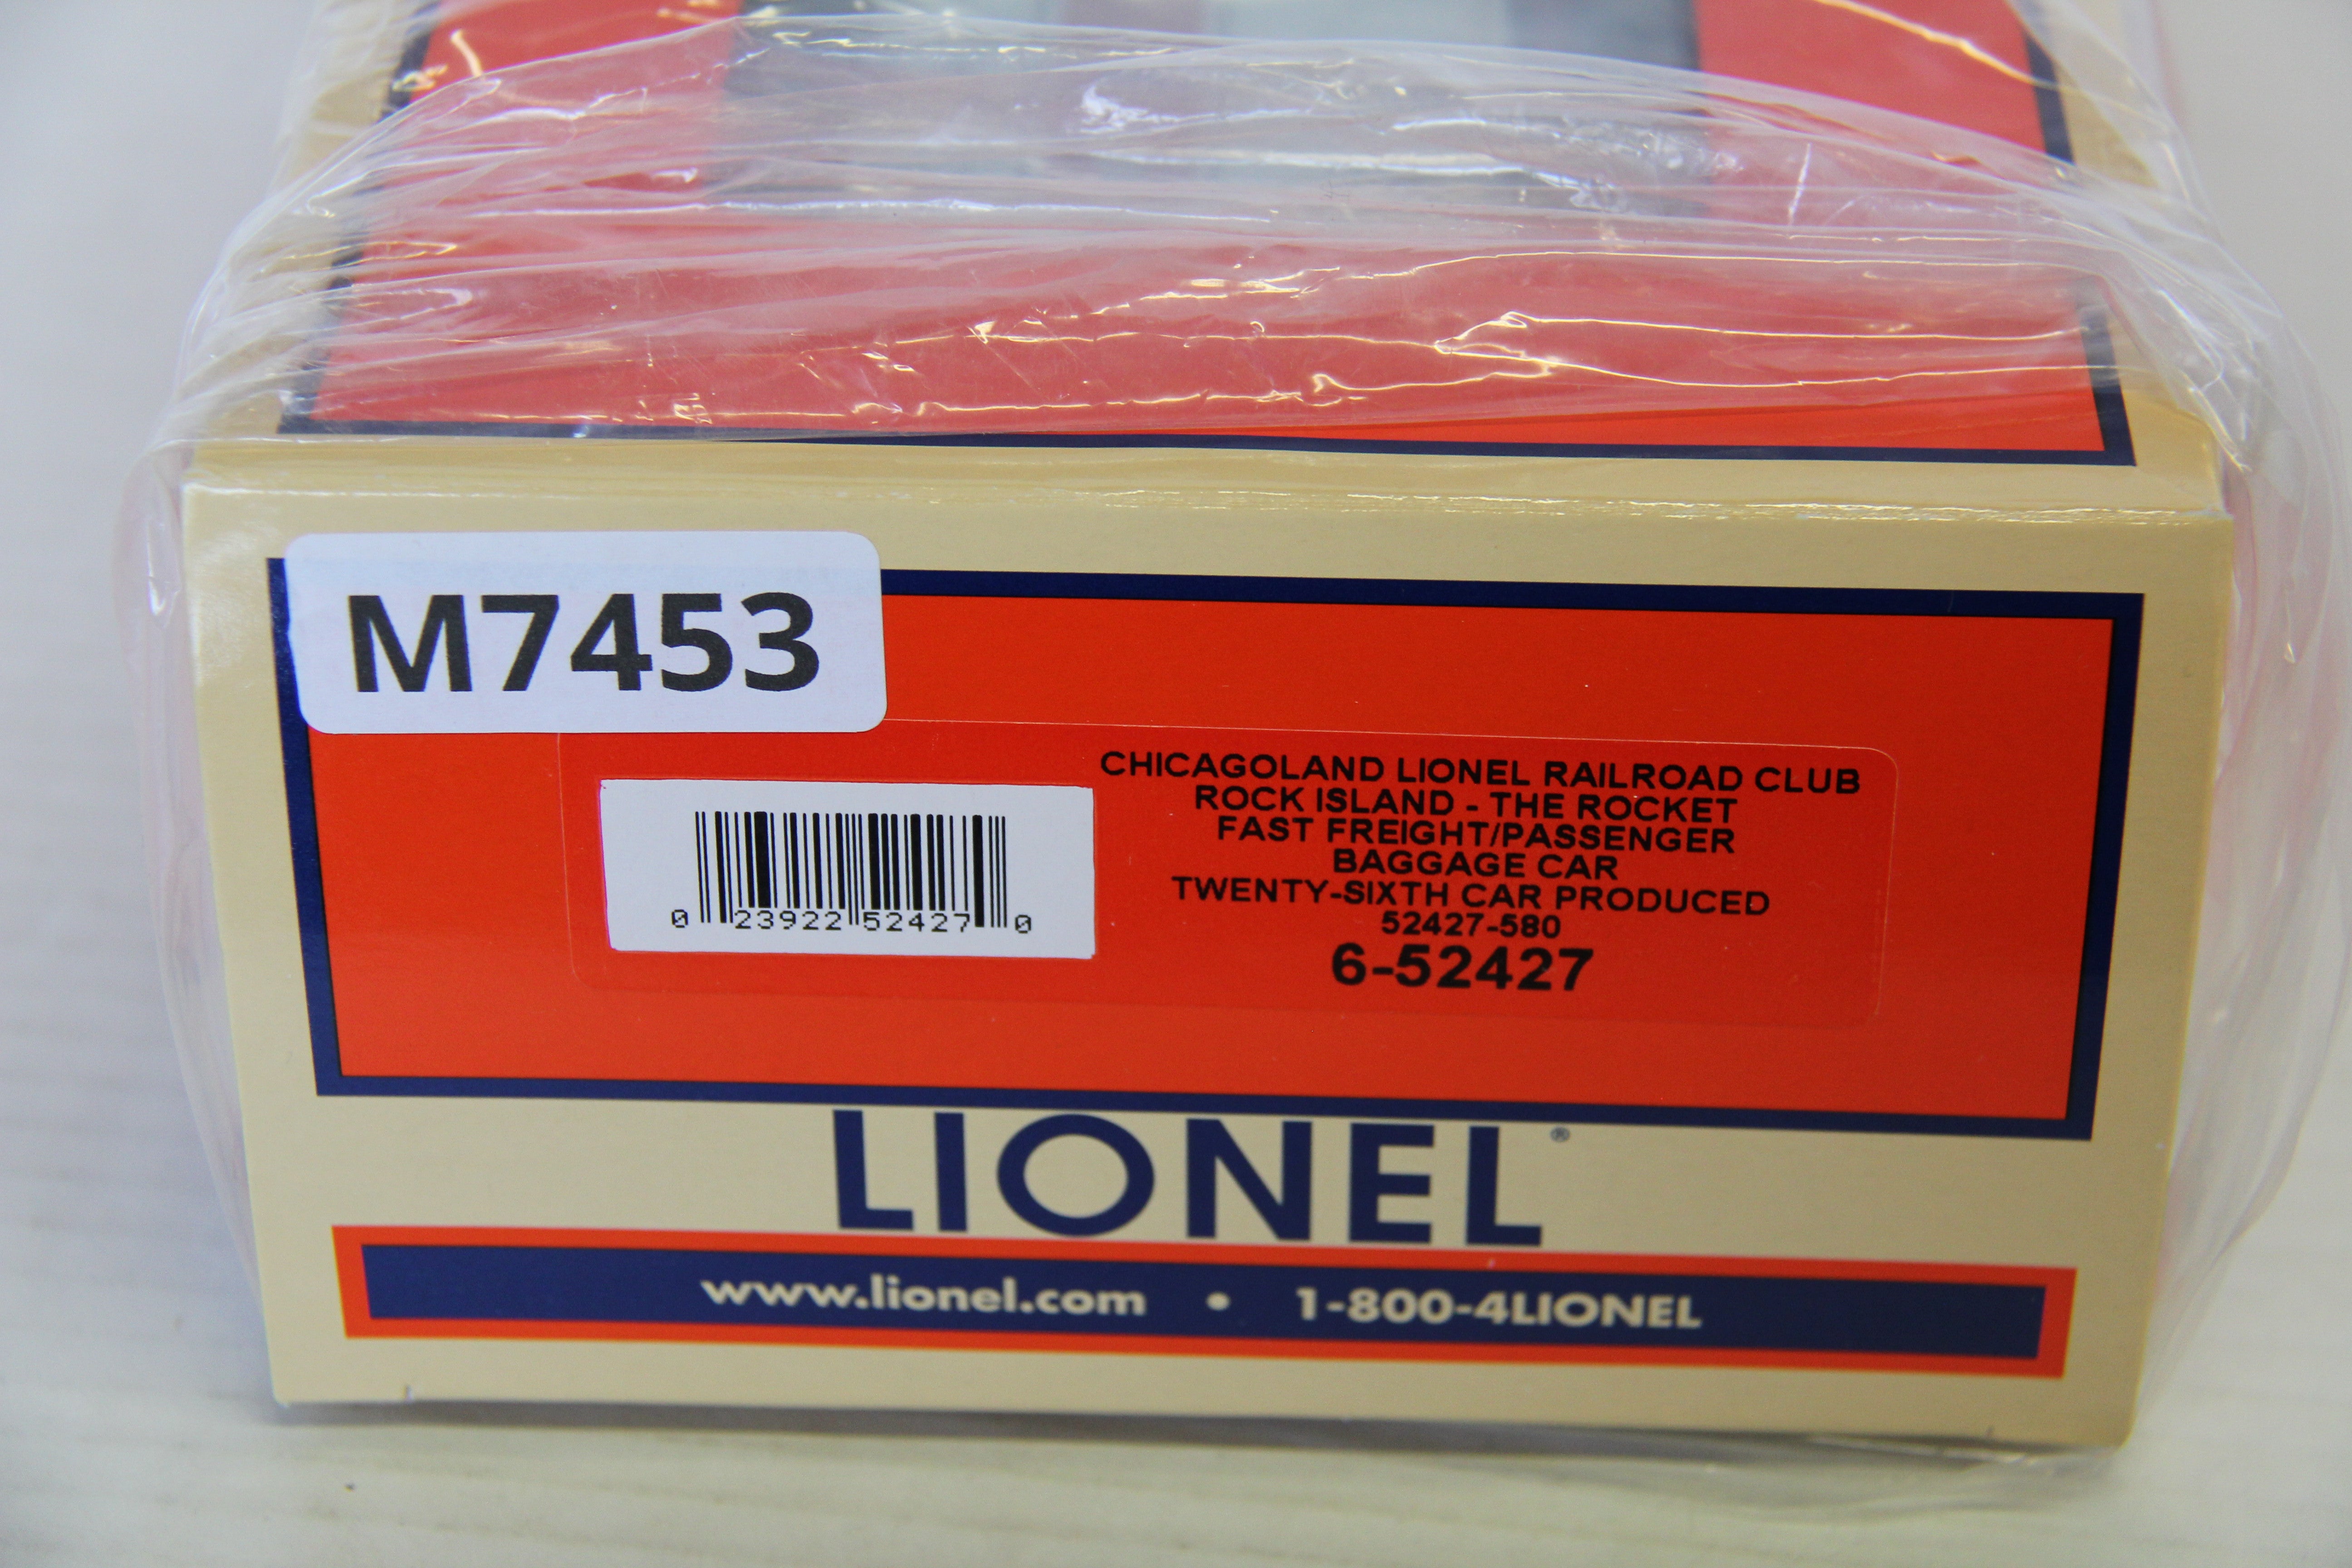 M7453
CHICAGOLAND LIONEL RAILROAD CLUB
ROCK ISLAND - THE ROCKET
FAST FREIGHT/PASSENGER
BAGGAGE CAR
TWENTY-SIXTH CAR PRODUCED
52427-580
6-52427
0 23922 52427 0
LIONEL®
www.lionel.com • 1-800-4LIONEL